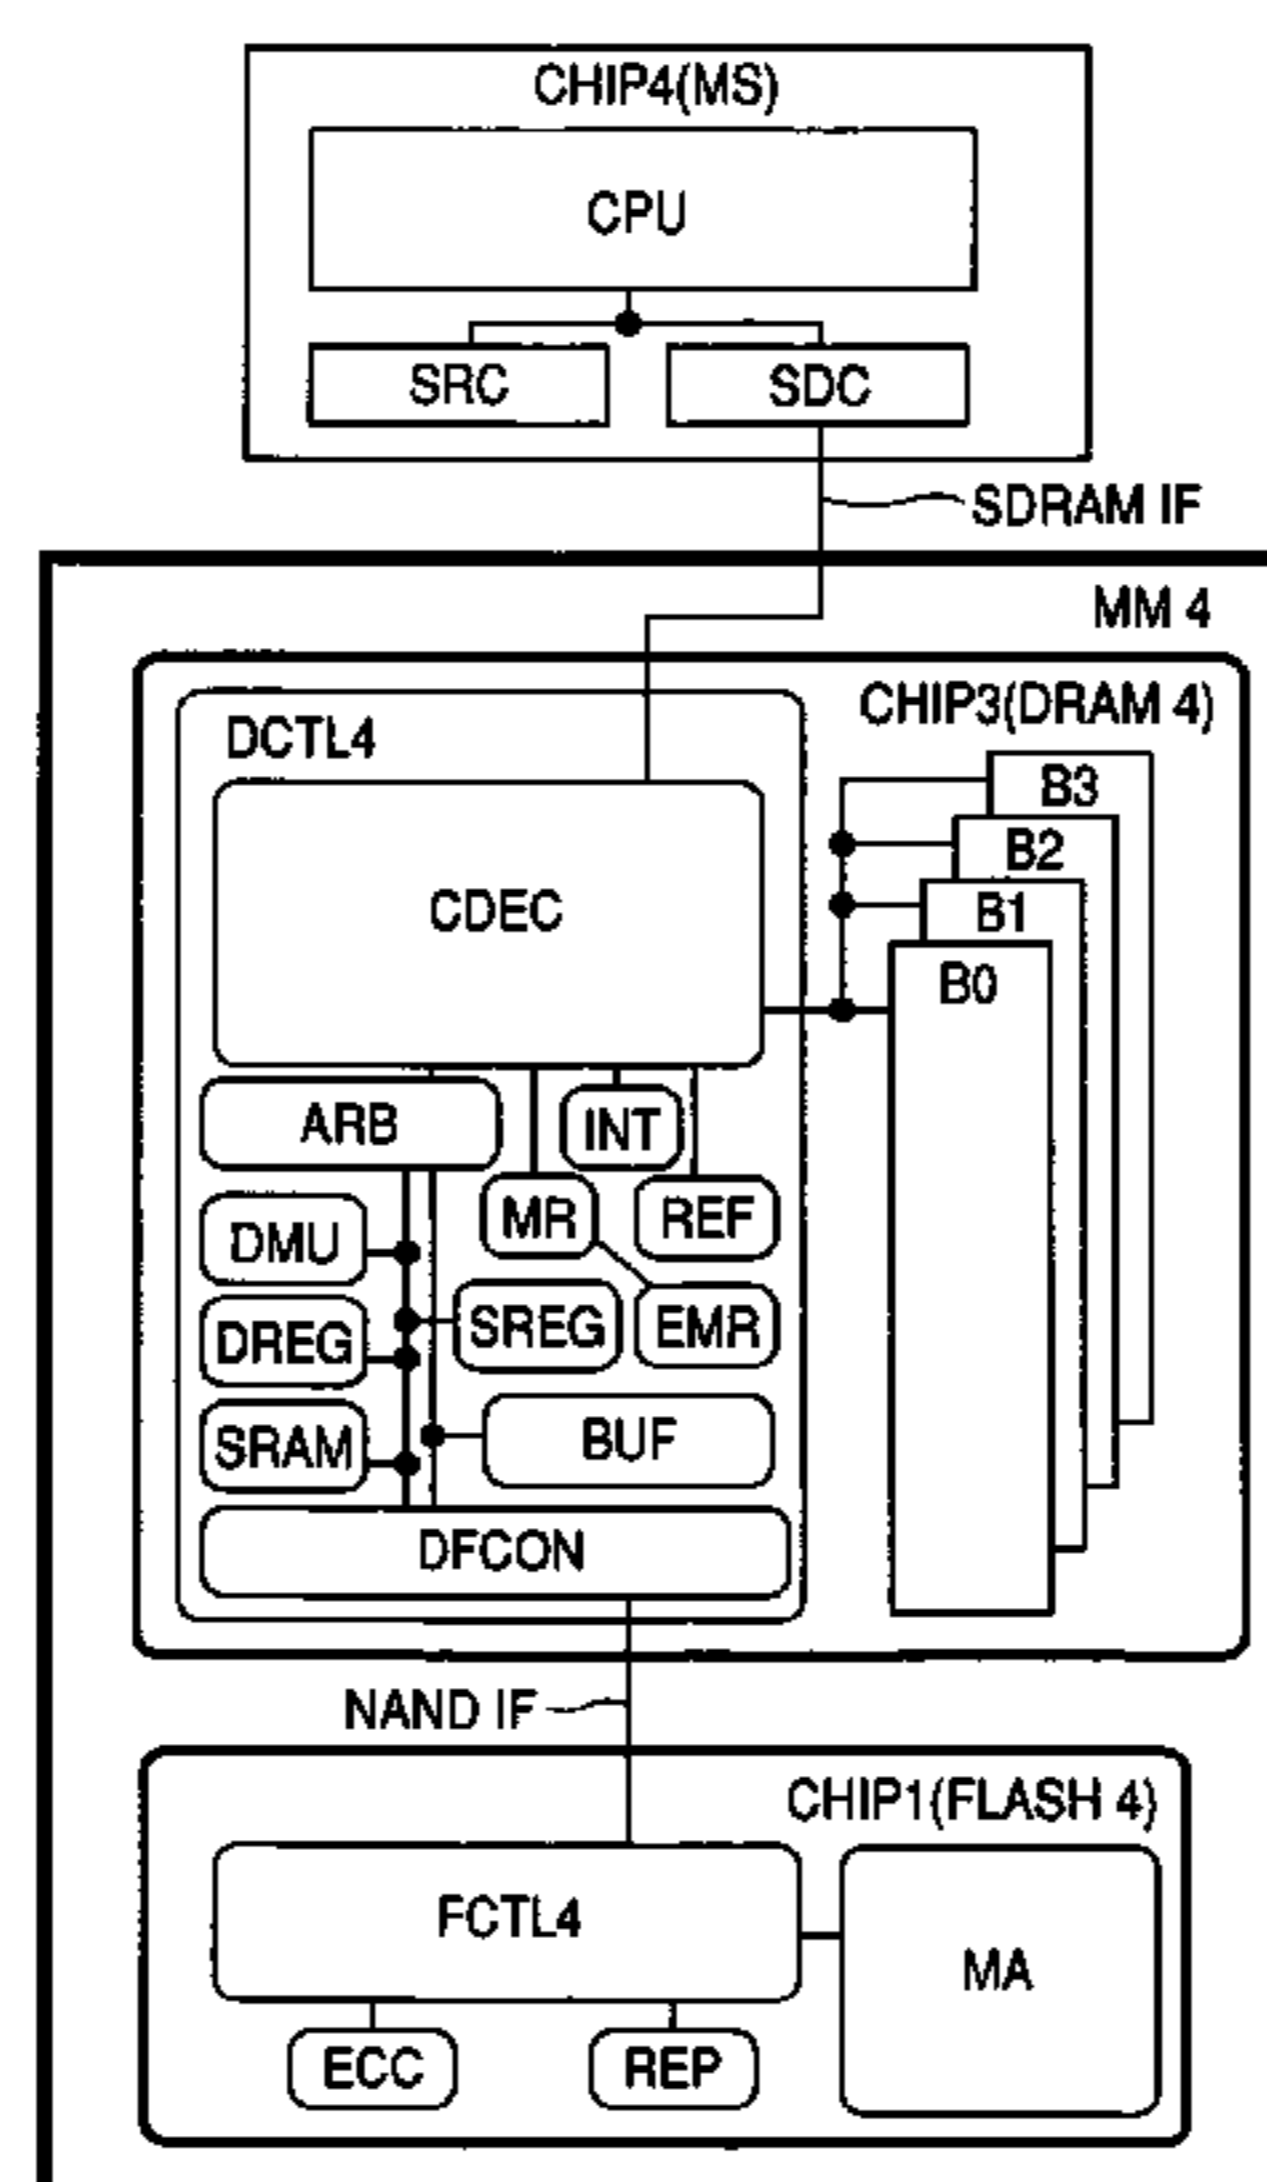 CHIP4(MS)
CPU
SRC
SDC
SDRAM IF
MM 4
CHIP3(DRAM 4)
DCTL4
B3
B2
B1
B0
CDEC
ARB
INT
MR
REF
DMU
SREG
EMR
DREG
BUF
SRAM
DFCON
NAND IF
CHIP1(FLASH 4)
FCTL4
MA
ECC
REP